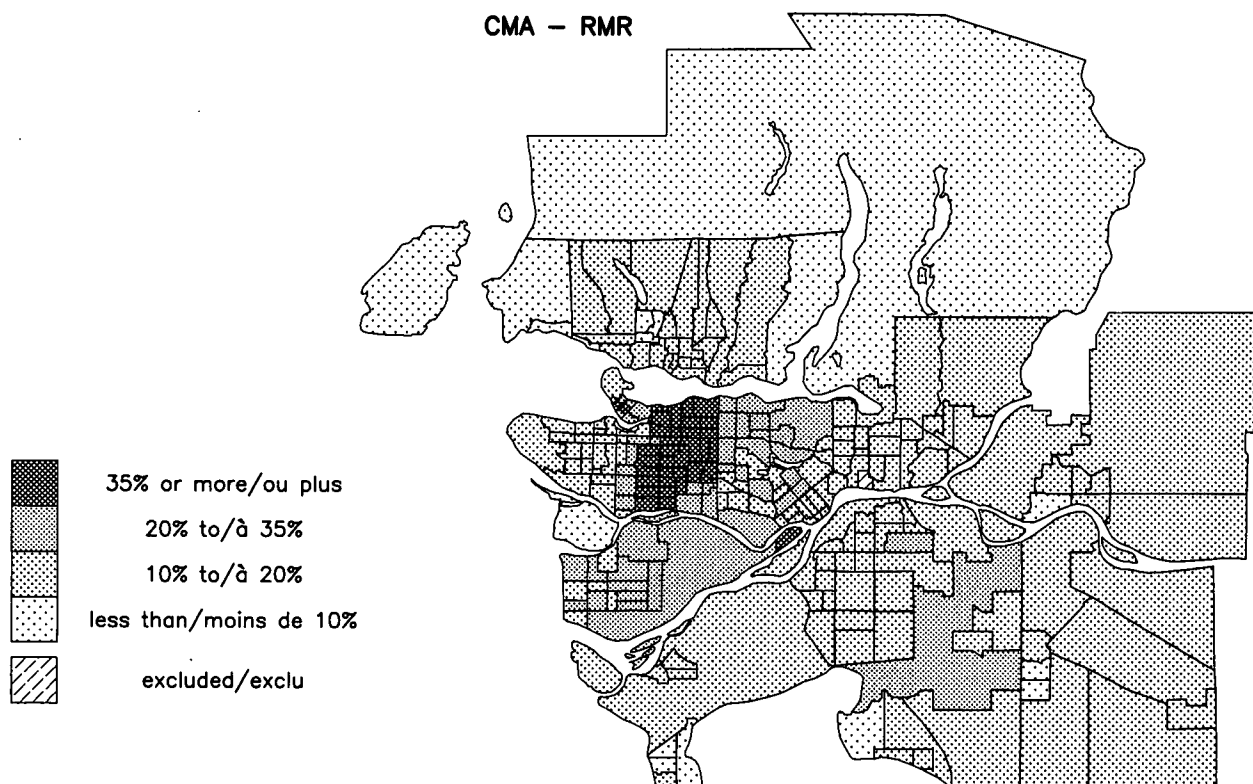 CMA – RMR
35% or more/ou plus
20% to/à 35%
10% to/à 20%
less than/moins de 10%
excluded/exclu